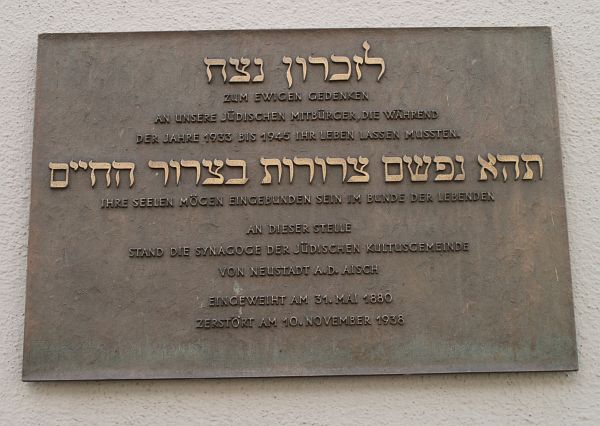 לזכרון נצח
ZUM EWIGEN GEDENKEN
AN UNSERE JÜDISCHEN MITBÜRGER, DIE WÄHREND
DER JAHRE 1933 BIS 1945 IHR LEBEN LASSEN MUSSTEN.
תהא נפשם צרורות בצרור החיים
IHRE SEELEN MÖGEN EINGEBUNDEN SEIN IM BUNDE DER LEBENDEN
AN DIESER STELLE
STAND DIE SYNAGOGE DER JÜDISCHEN KULTUSGEMEINDE
VON NEUSTADT A.D. AISCH
EINGEWEIHT AM 31. MAI 1880
ZERSTÖRT AM 10. NOVEMBER 1938